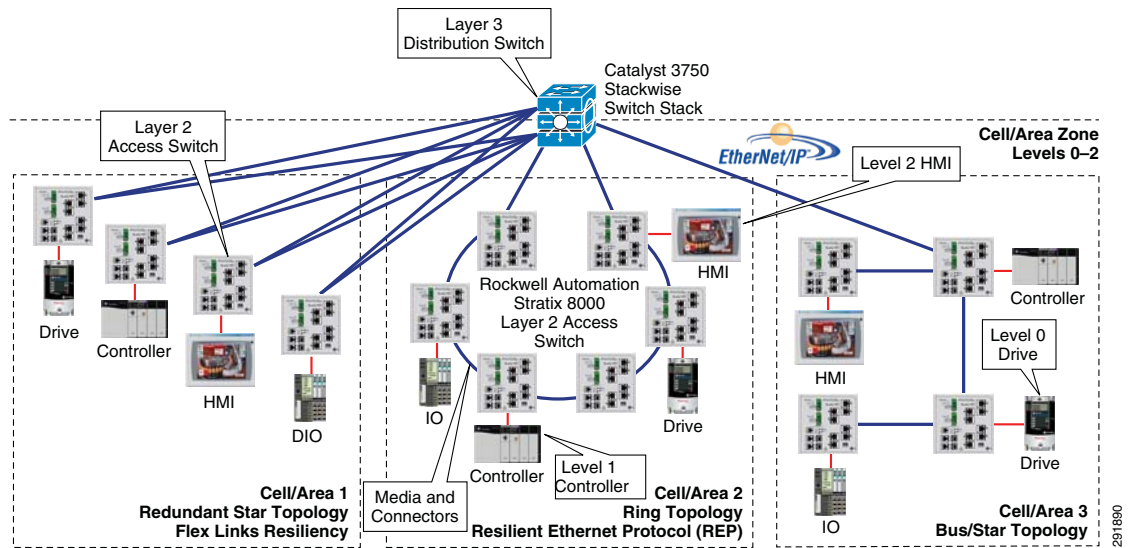 Layer 3
Distribution Switch
Catalyst 3750
Stackwise
Switch Stack
Layer 2
Access Switch
EtherNet/IP
Cell/Area Zone
Levels 0–2
Level 2 HMI
HMI
Rockwell Automation
Stratix 8000
Layer 2 Access
Switch
Drive
Controller
HMI
DIO
IO
Controller
Drive
Level 1
Controller
Media and
Connectors
Controller
HMI
Level 0
Drive
Drive
IO
Cell/Area 1
Redundant Star Topology
Flex Links Resiliency
Cell/Area 2
Ring Topology
Resilient Ethernet Protocol (REP)
Cell/Area 3
Bus/Star Topology
291890